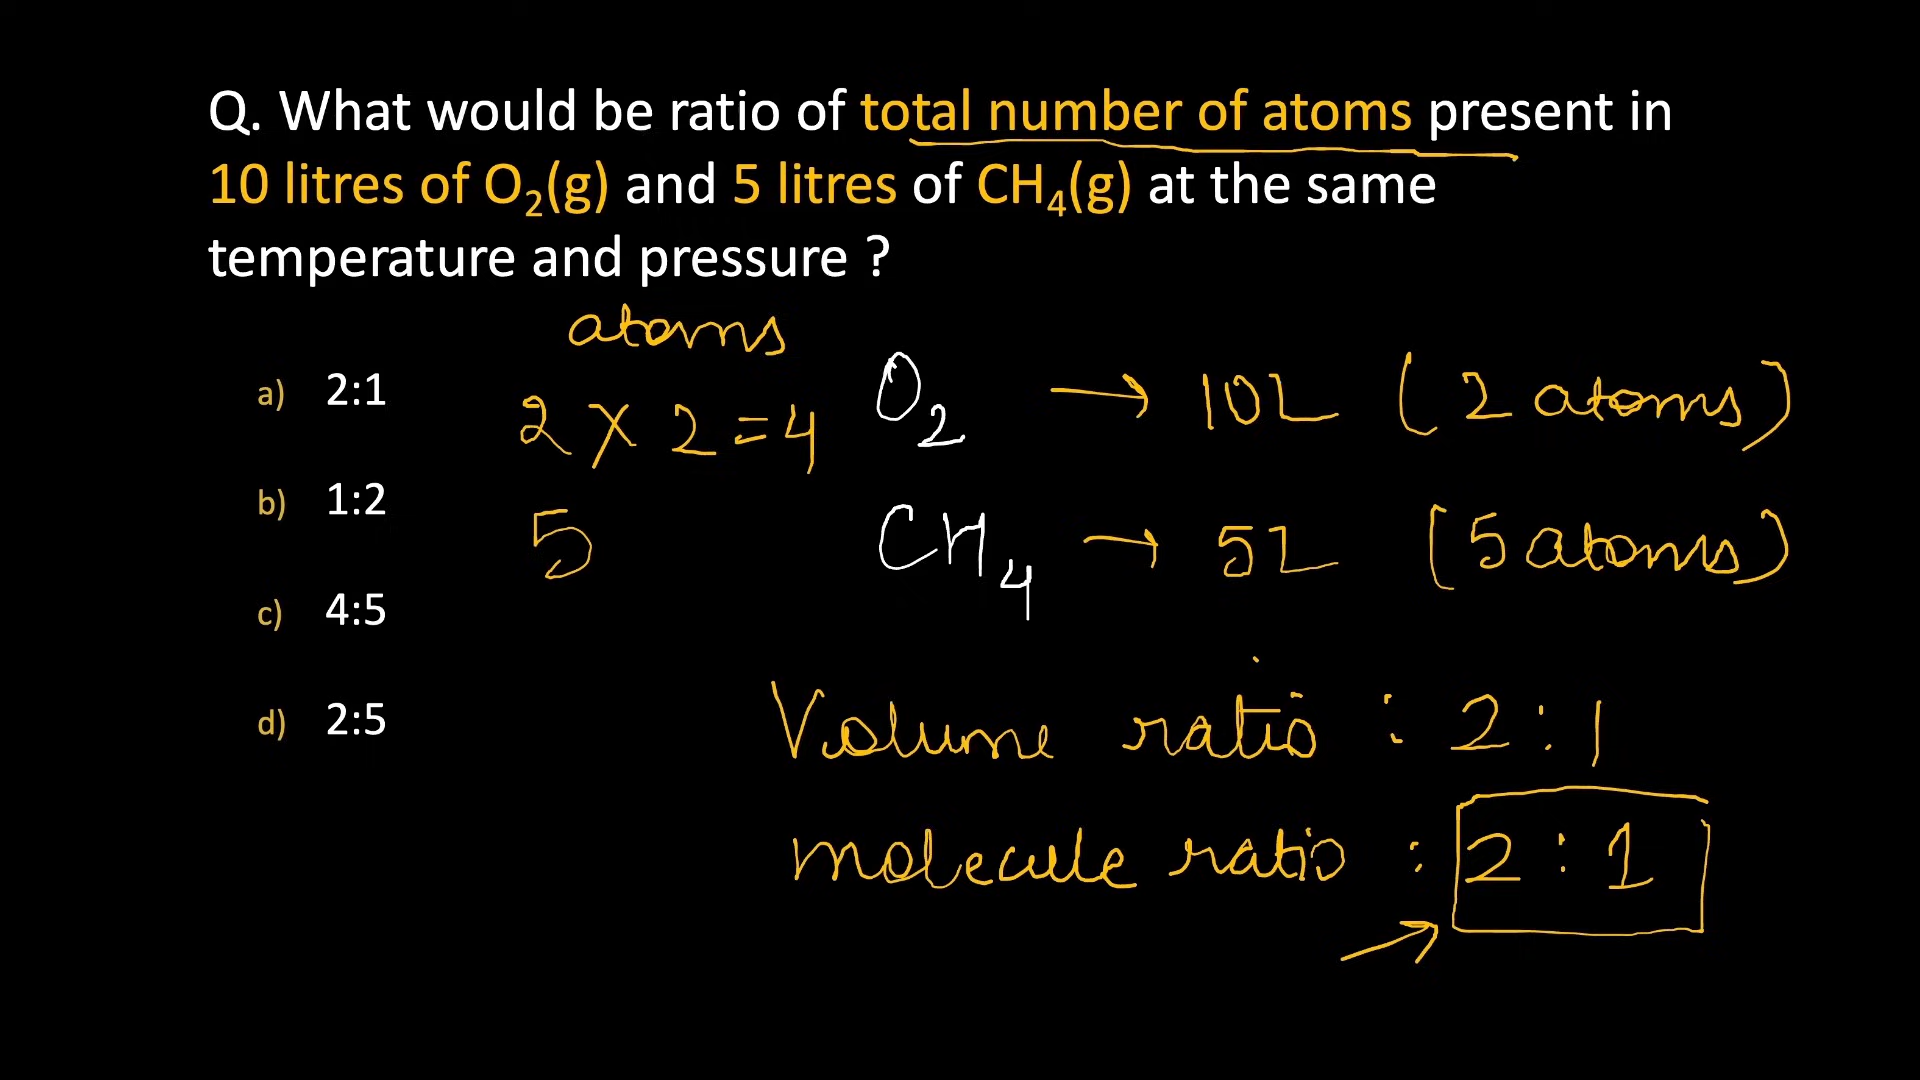 Q. What would be ratio of total number of atoms present in
10 litres of O₂(g) and 5 litres of CH₄(g) at the same
temperature and pressure ?
atoms
a) 2:1
2 X 2 = 4
O₂ → 10L (2 atoms)
b) 1:2
5
CH₄ → 5L (5 atoms)
c) 4:5
d) 2:5
Volume ratio : 2 : 1
molecule ratio : 2 : 1